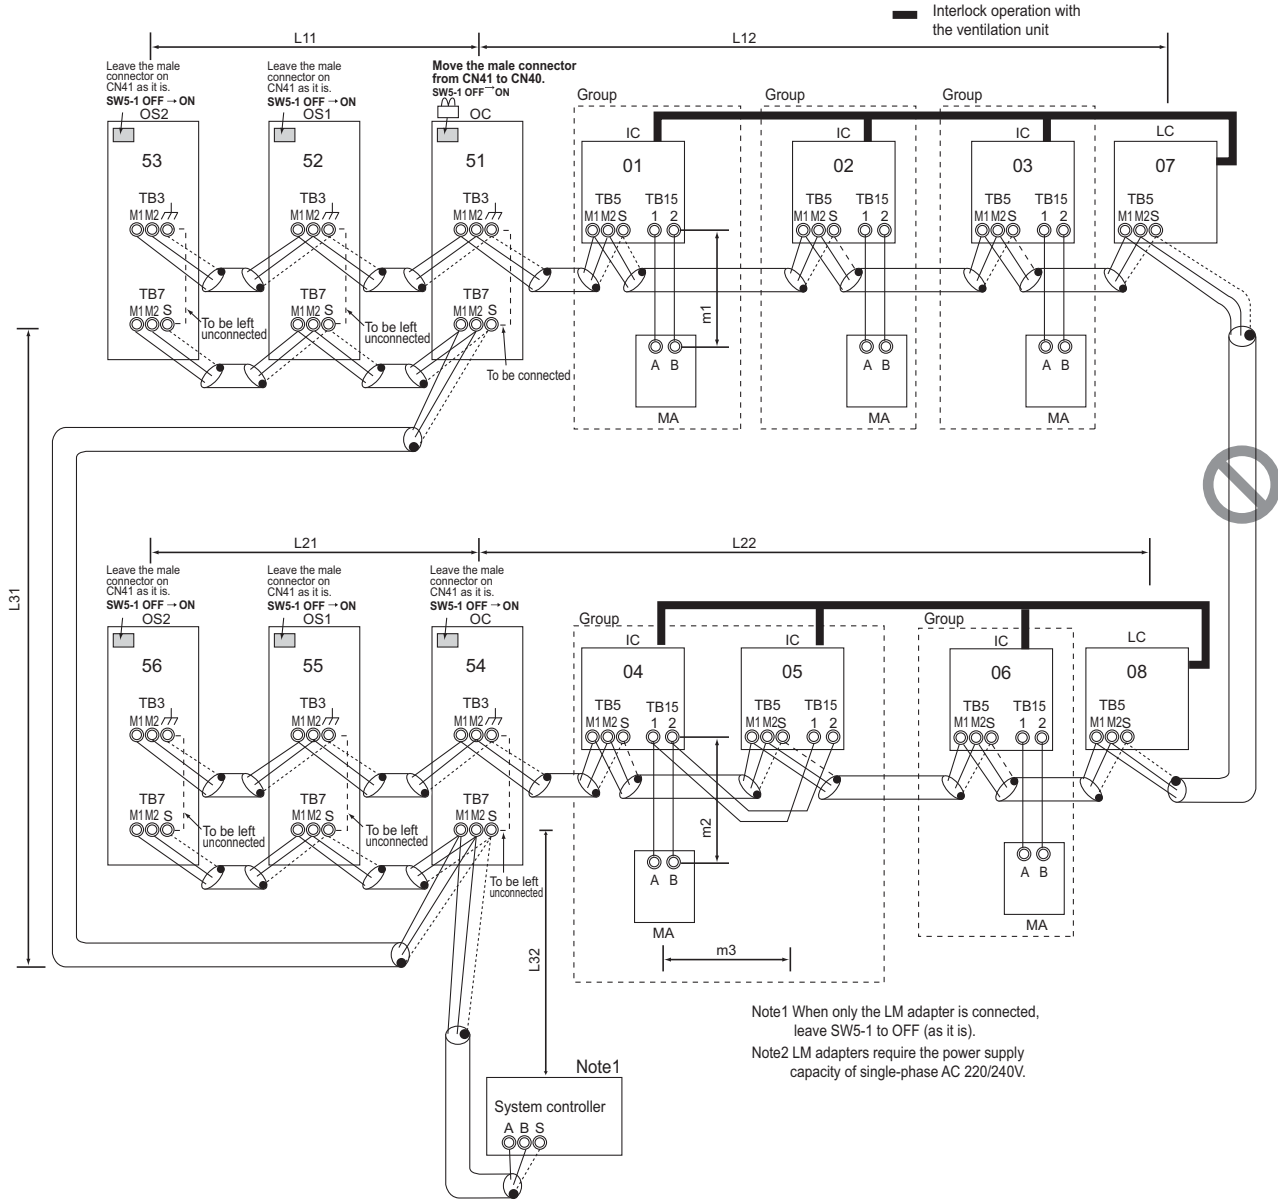 Interlock operation with
the ventilation unit
L11
L12
Leave the male
connector on
CN41 as it is.
SW5-1 OFF → ON
OS2
Leave the male
connector on
CN41 as it is.
SW5-1 OFF → ON
OS1
Move the male connector
from CN41 to CN40.
SW5-1 OFF → ON
OC
Group
Group
Group
IC
IC
IC
LC
53
52
51
01
02
03
07
TB3
TB3
TB3
TB5
TB15
TB5
TB15
TB5
TB15
TB5
M1 M2
M1 M2
M1 M2
M1 M2 S
1 2
M1 M2 S
1 2
M1 M2 S
1 2
M1 M2 S
TB7
TB7
TB7
M1 M2 S
M1 M2 S
M1 M2 S
To be left
unconnected
To be left
unconnected
To be connected
m1
A B
A B
A B
MA
MA
MA
L31
L21
L22
Leave the male
connector on
CN41 as it is.
SW5-1 OFF → ON
OS2
Leave the male
connector on
CN41 as it is.
SW5-1 OFF → ON
OS1
Leave the male
connector on
CN41 as it is.
SW5-1 OFF → ON
OC
Group
Group
IC
IC
IC
LC
56
55
54
04
05
06
08
TB3
TB3
TB3
TB5
TB15
TB5
TB15
TB5
TB15
TB5
M1 M2
M1 M2
M1 M2
M1 M2 S
1 2
M1 M2 S
1 2
M1 M2 S
1 2
M1 M2 S
TB7
TB7
TB7
M1 M2 S
M1 M2 S
M1 M2 S
To be left
unconnected
To be left
unconnected
To be left
unconnected
m2
A B
A B
MA
MA
m3
L32
Note1 When only the LM adapter is connected,
leave SW5-1 to OFF (as it is).
Note2 LM adapters require the power supply
capacity of single-phase AC 220/240V.
Note1
System controller
A B S